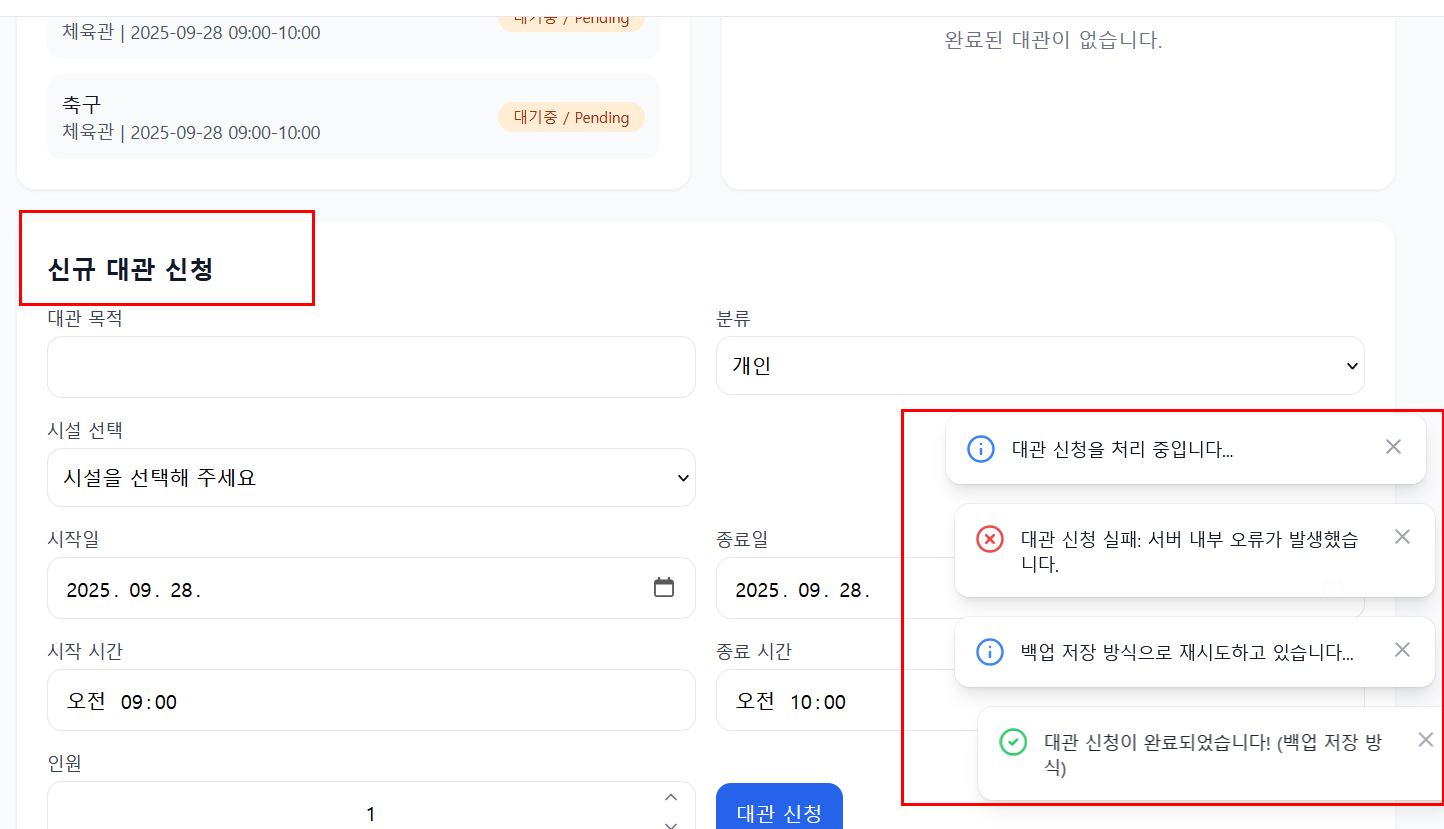 대기중 / Pending
체육관 | 2025-09-28 09:00-10:00
완료된 대관이 없습니다.
축구
대기중 / Pending
체육관 | 2025-09-28 09:00-10:00
신규 대관 신청
대관 목적
분류
개인
시설 선택
시설을 선택해 주세요
시작일
종료일
2025. 09. 28.
2025. 09. 28.
시작 시간
종료 시간
오전 09:00
오전 10:00
인원
1
대관 신청
대관 신청을 처리 중입니다...
대관 신청 실패: 서버 내부 오류가 발생했습
니다.
백업 저장 방식으로 재시도하고 있습니다...
대관 신청이 완료되었습니다! (백업 저장 방
식)